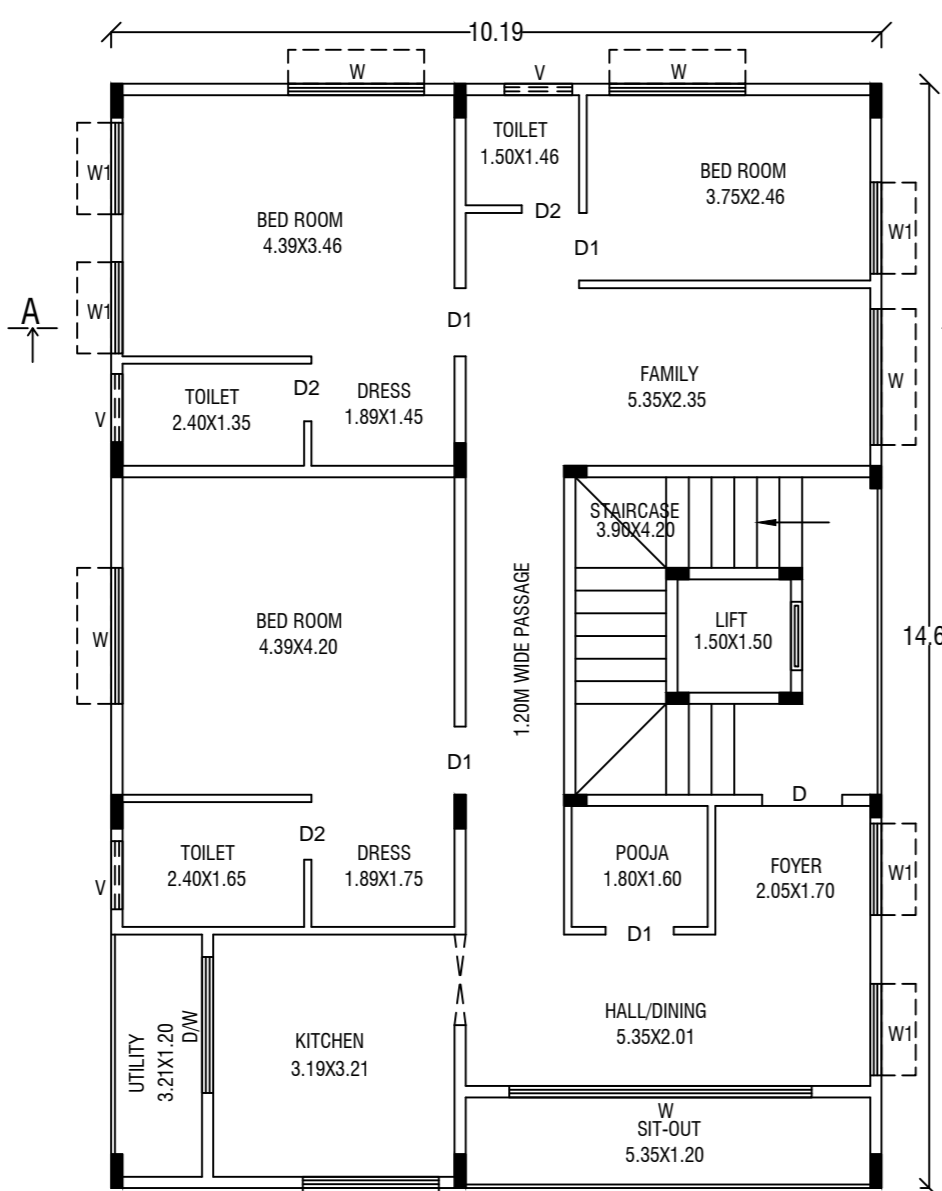 10.19
W
V
W
TOILET
1.50X1.46
BED ROOM
3.75X2.46
W1
BED ROOM
4.39X3.46
D2
D1
W1
W1
A
D1
FAMILY
5.35X2.35
W
TOILET
2.40X1.35
D2
DRESS
1.89X1.45
V
STAIRCASE
3.90X4.20
BED ROOM
4.39X4.20
W
1.20M WIDE PASSAGE
LIFT
1.50X1.50
14.6
D1
D
TOILET
2.40X1.65
D2
DRESS
1.89X1.75
V
POOJA
1.80X1.60
FOYER
2.05X1.70
W1
D1
UTILITY
3.21X1.20
D/W
KITCHEN
3.19X3.21
HALL/DINING
5.35X2.01
W1
W
SIT-OUT
5.35X1.20